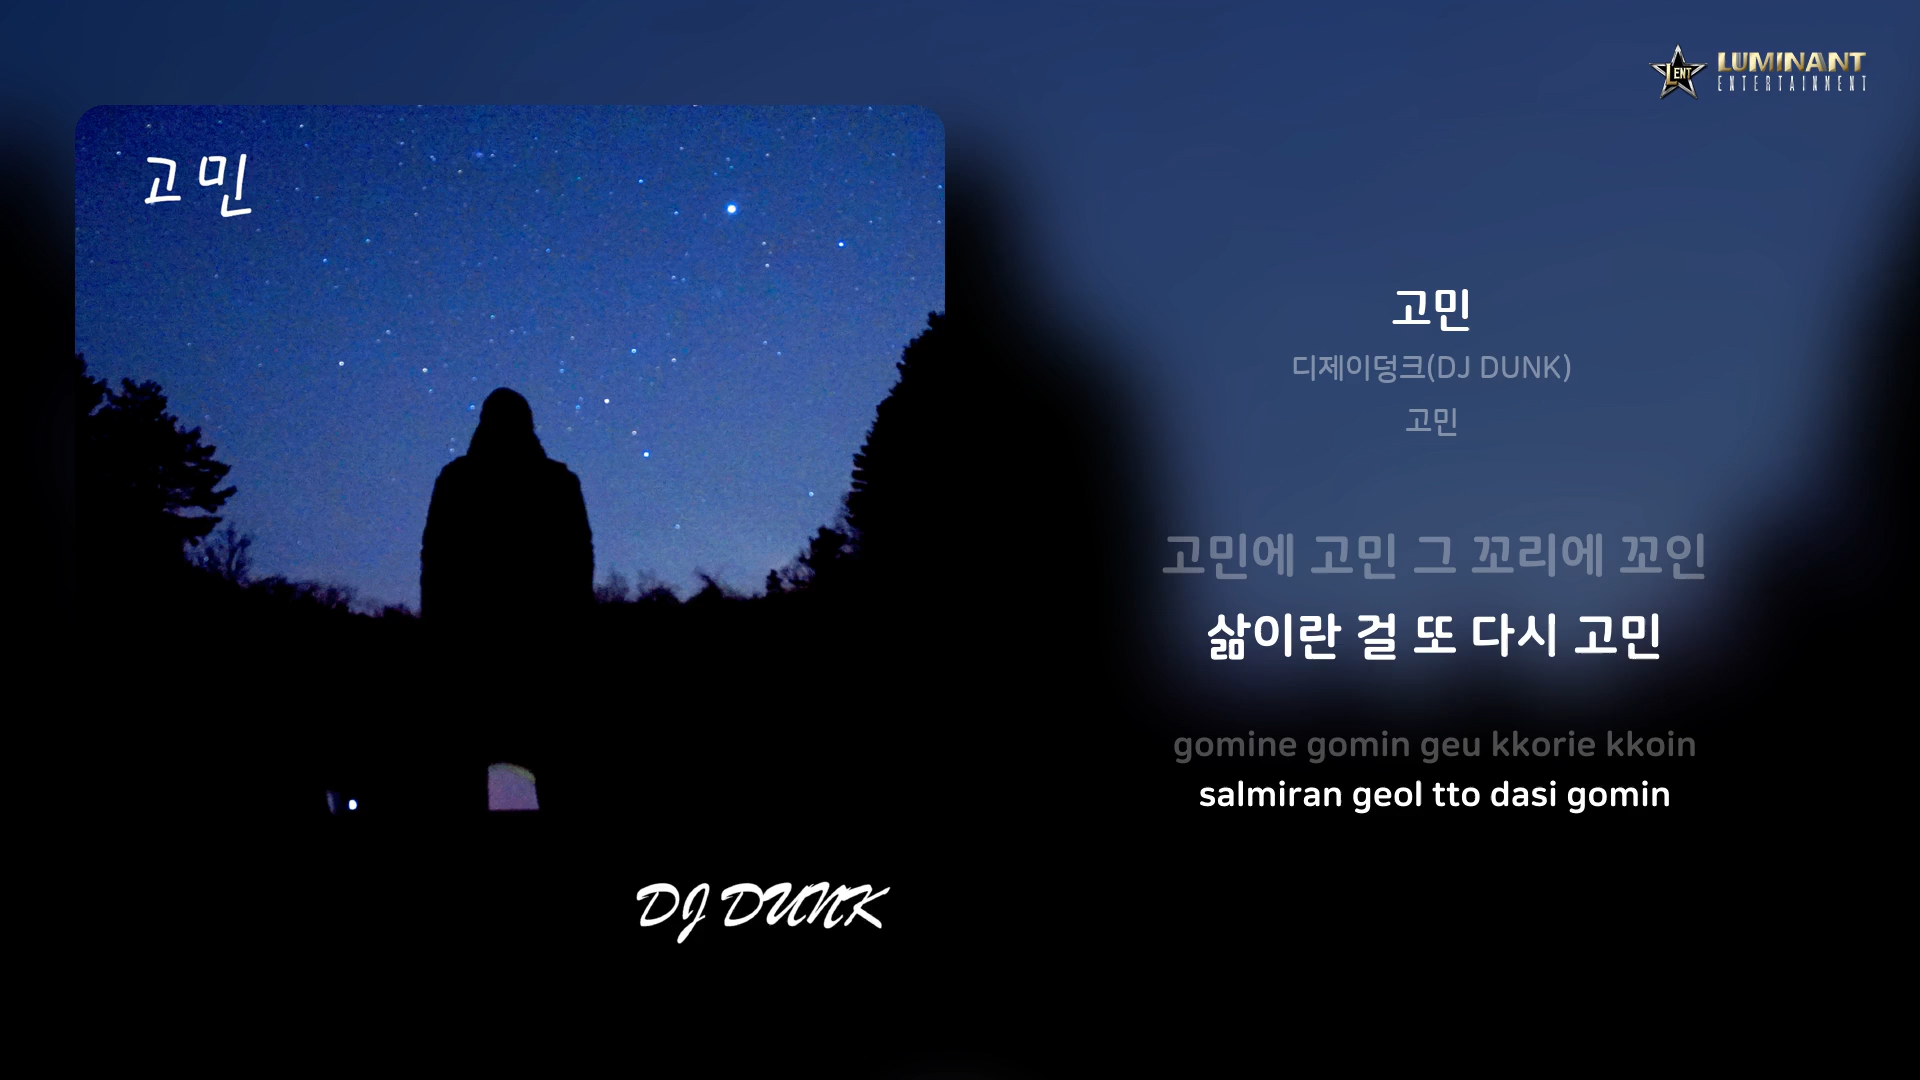 고민
DJ DUNK
LENT
LUMINANT
ENTERTAINMENT
고민
디제이덩크(DJ DUNK)
고민
고민에 고민 그 꼬리에 꼬인
삶이란 걸 또 다시 고민
gomine gomin geu kkorie kkoin
salmiran geol tto dasi gomin